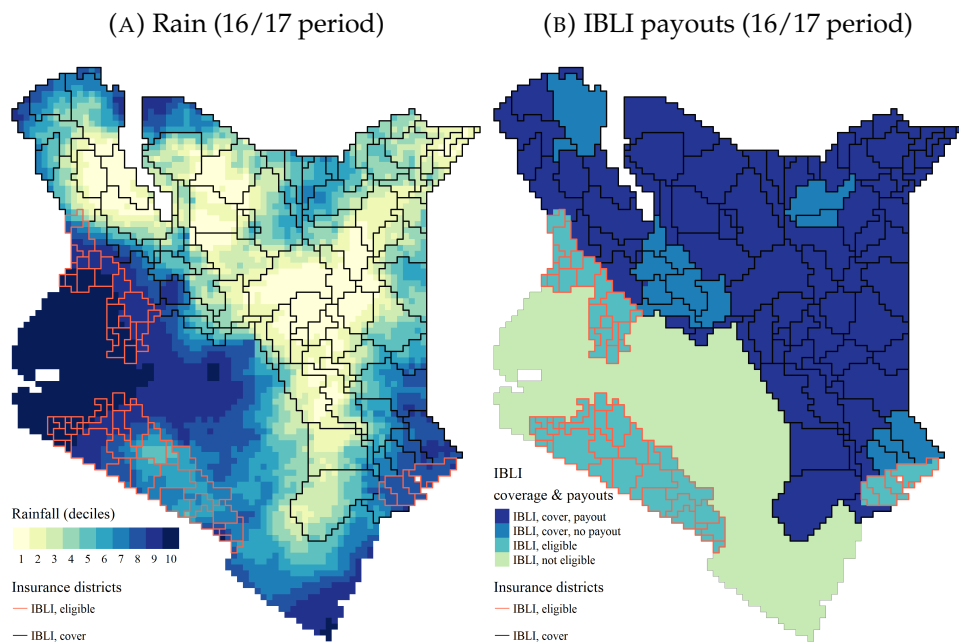 (A) Rain (16/17 period)
(B) IBLI payouts (16/17 period)
Rainfall (deciles)
1 2 3 4 5 6 7 8 9 10
Insurance districts
IBLI, eligible
IBLI, cover
IBLI
coverage & payouts
IBLI, cover, payout
IBLI, cover, no payout
IBLI, eligible
IBLI, not eligible
Insurance districts
IBLI, eligible
IBLI, cover